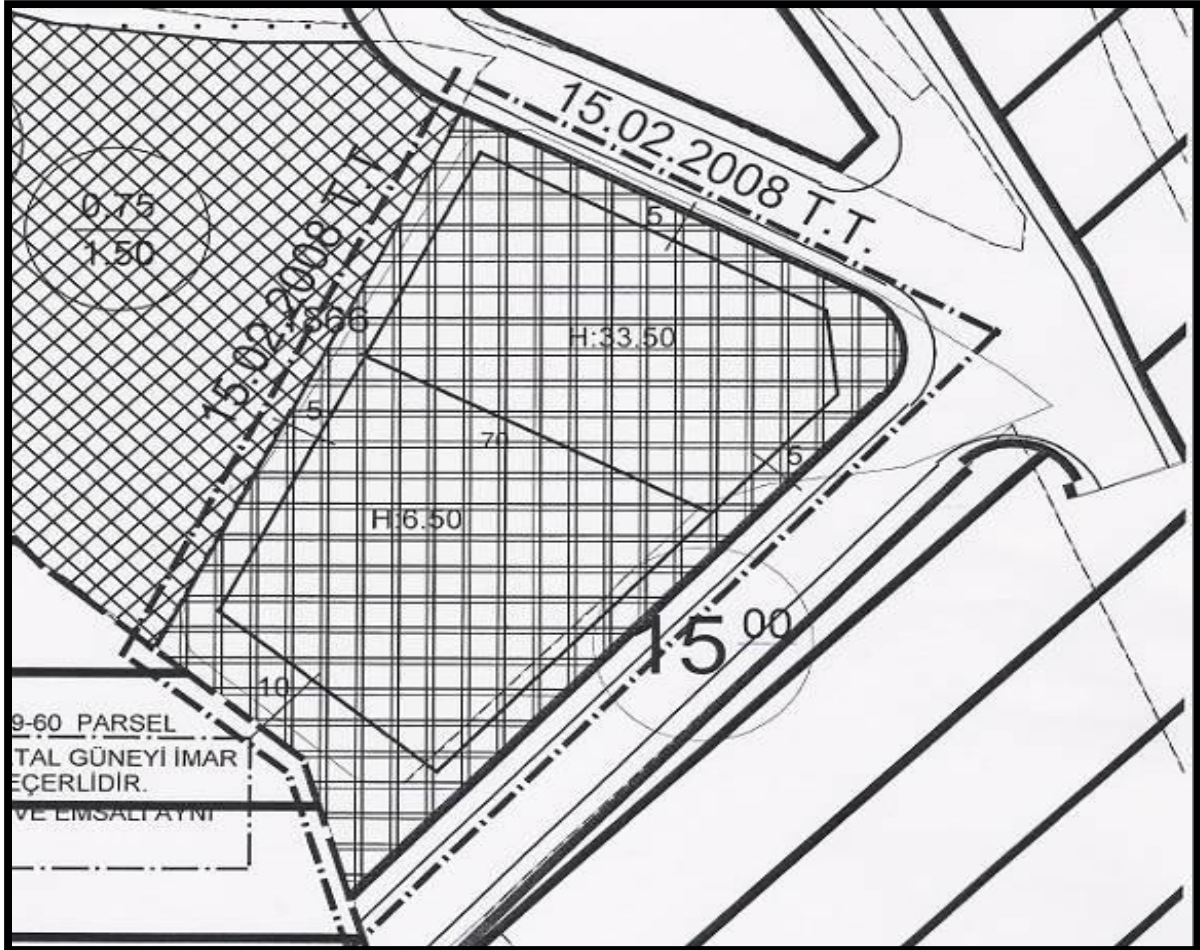 15.02.2008 T.T.
0.75
1.50
15.02.2008 T.T
5
866
H:33.50
5
70
5
H:6.50
15 00
10
9-60 PARSEL
TAL GÜNEYİ İMAR
EÇERLİDİR.
VE EMSALİ AYNI